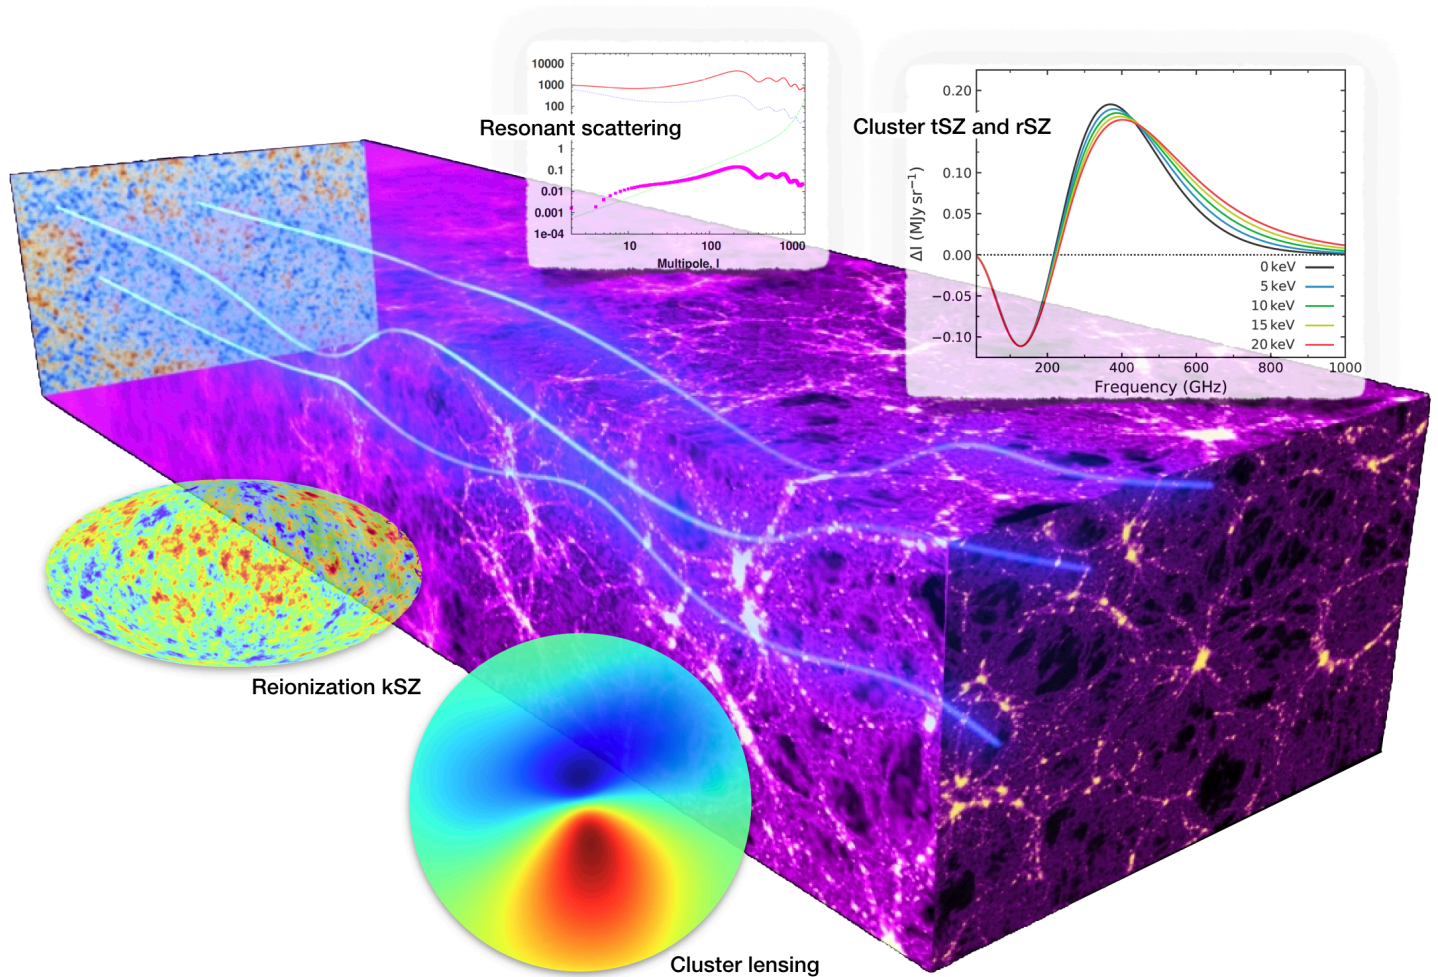 10000
1000
100
Resonant scattering
1
0.1
0.01
0.001
1e-04
10
100
1000
Multipole, l
Cluster tSZ and rSZ
0.20
0.10
0.05
0.00
−0.05
−0.10
ΔI (MJy sr⁻¹)
0 keV
5 keV
10 keV
15 keV
20 keV
200
400
600
800
1000
Frequency (GHz)
Reionization kSZ
Cluster lensing